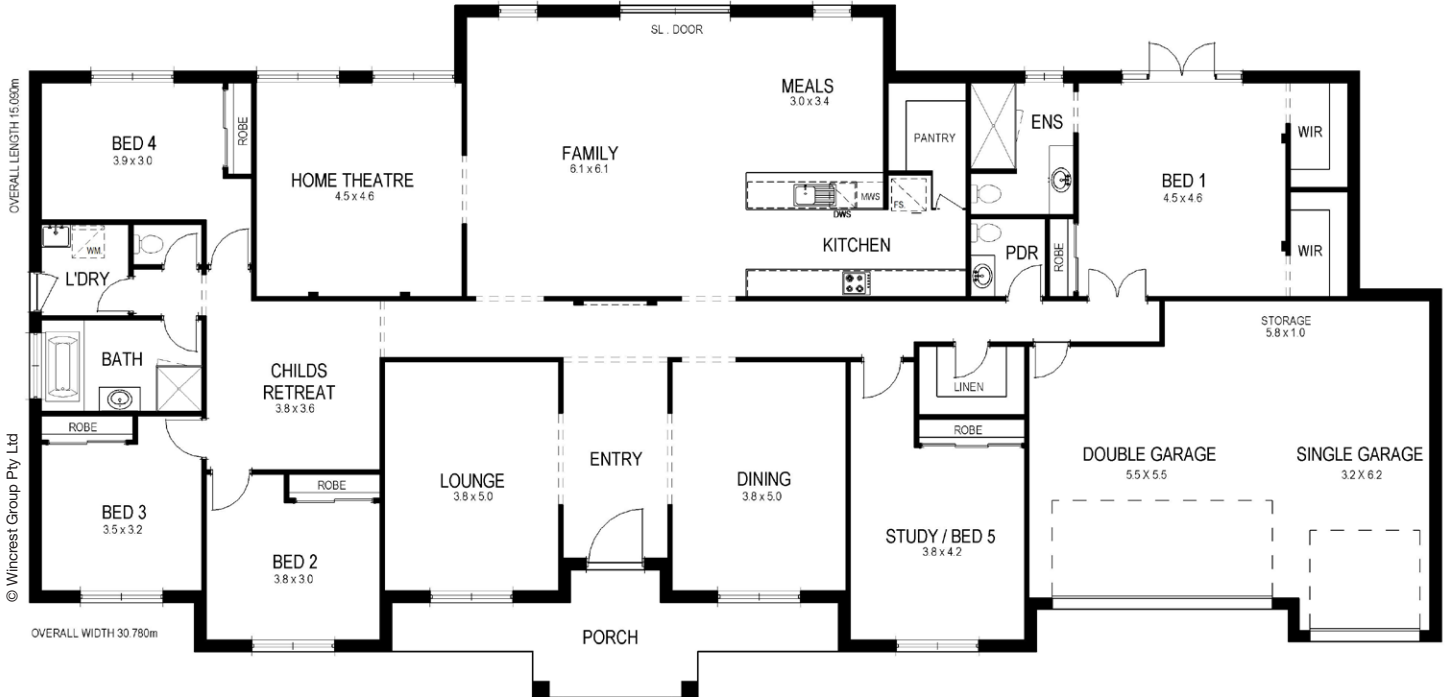 SL . DOOR
MEALS
3.0 x 3.4
BED 4
3.9 x 3.0
ROBE
HOME THEATRE
4.5 x 4.6
FAMILY
6.1 x 6.1
PANTRY
ENS
BED 1
4.5 x 4.6
WIR
WIR
MWS
DWS
FS.
KITCHEN
PDR
ROBE
WM.
L'DRY
BATH
CHILDS
RETREAT
3.8 x 3.6
STORAGE
5.8 x 1.0
LINEN
ROBE
ROBE
BED 3
3.5 x 3.2
ROBE
BED 2
3.8 x 3.0
LOUNGE
3.8 x 5.0
ENTRY
DINING
3.8 x 5.0
STUDY / BED 5
3.8 x 4.2
DOUBLE GARAGE
5.5 x 5.5
SINGLE GARAGE
3.2 x 6.2
PORCH
OVERALL LENGTH 15.090m
© Wincrest Group Pty Ltd
OVERALL WIDTH 30.780m